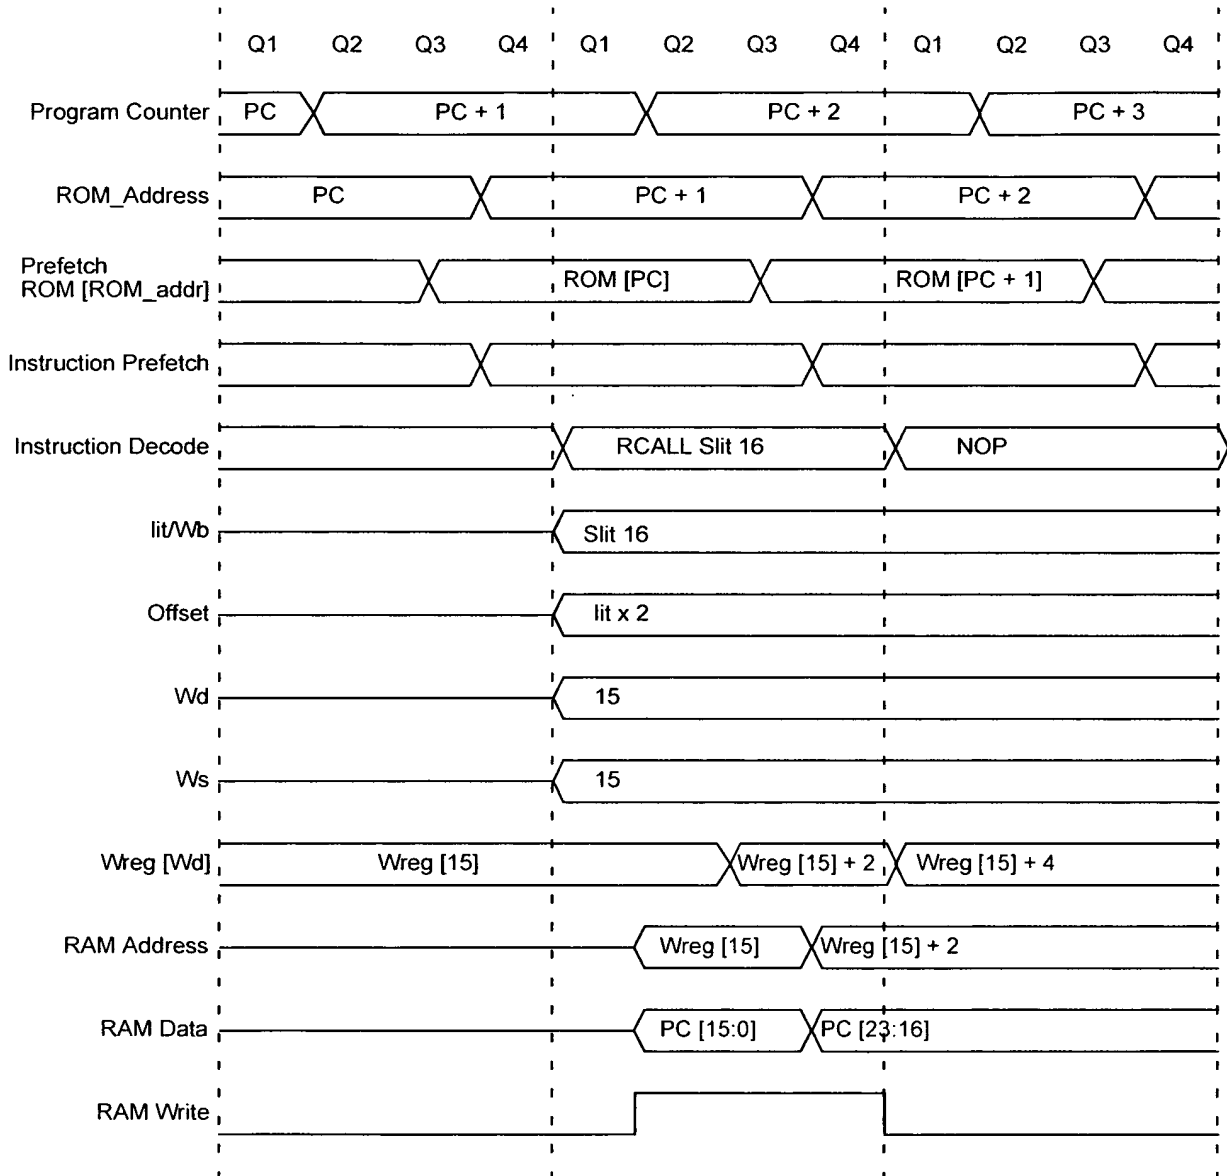 Q1 Q2 Q3 Q4 Q1 Q2 Q3 Q4 Q1 Q2 Q3 Q4
Program Counter PC PC + 1 PC + 2 PC + 3
ROM_Address PC PC + 1 PC + 2
Prefetch
ROM [ROM_addr] ROM [PC] ROM [PC + 1]
Instruction Prefetch
Instruction Decode RCALL Slit 16 NOP
lit/Wb Slit 16
Offset lit x 2
Wd 15
Ws 15
Wreg [Wd] Wreg [15] Wreg [15] + 2 Wreg [15] + 4
RAM Address Wreg [15] Wreg [15] + 2
RAM Data PC [15:0] PC [23:16]
RAM Write